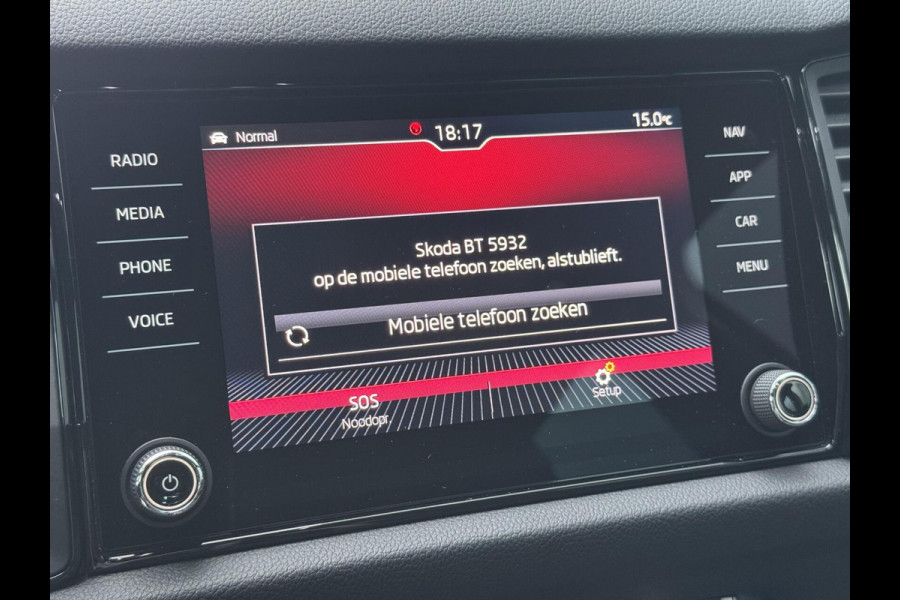 Normal
18:17
15.0°C
RADIO
MEDIA
PHONE
VOICE
NAV
APP
CAR
MENU
Skoda BT 5932
op de mobiele telefoon zoeken, alstublieft.
Mobiele telefoon zoeken
SOS
Noodopr.
Setup